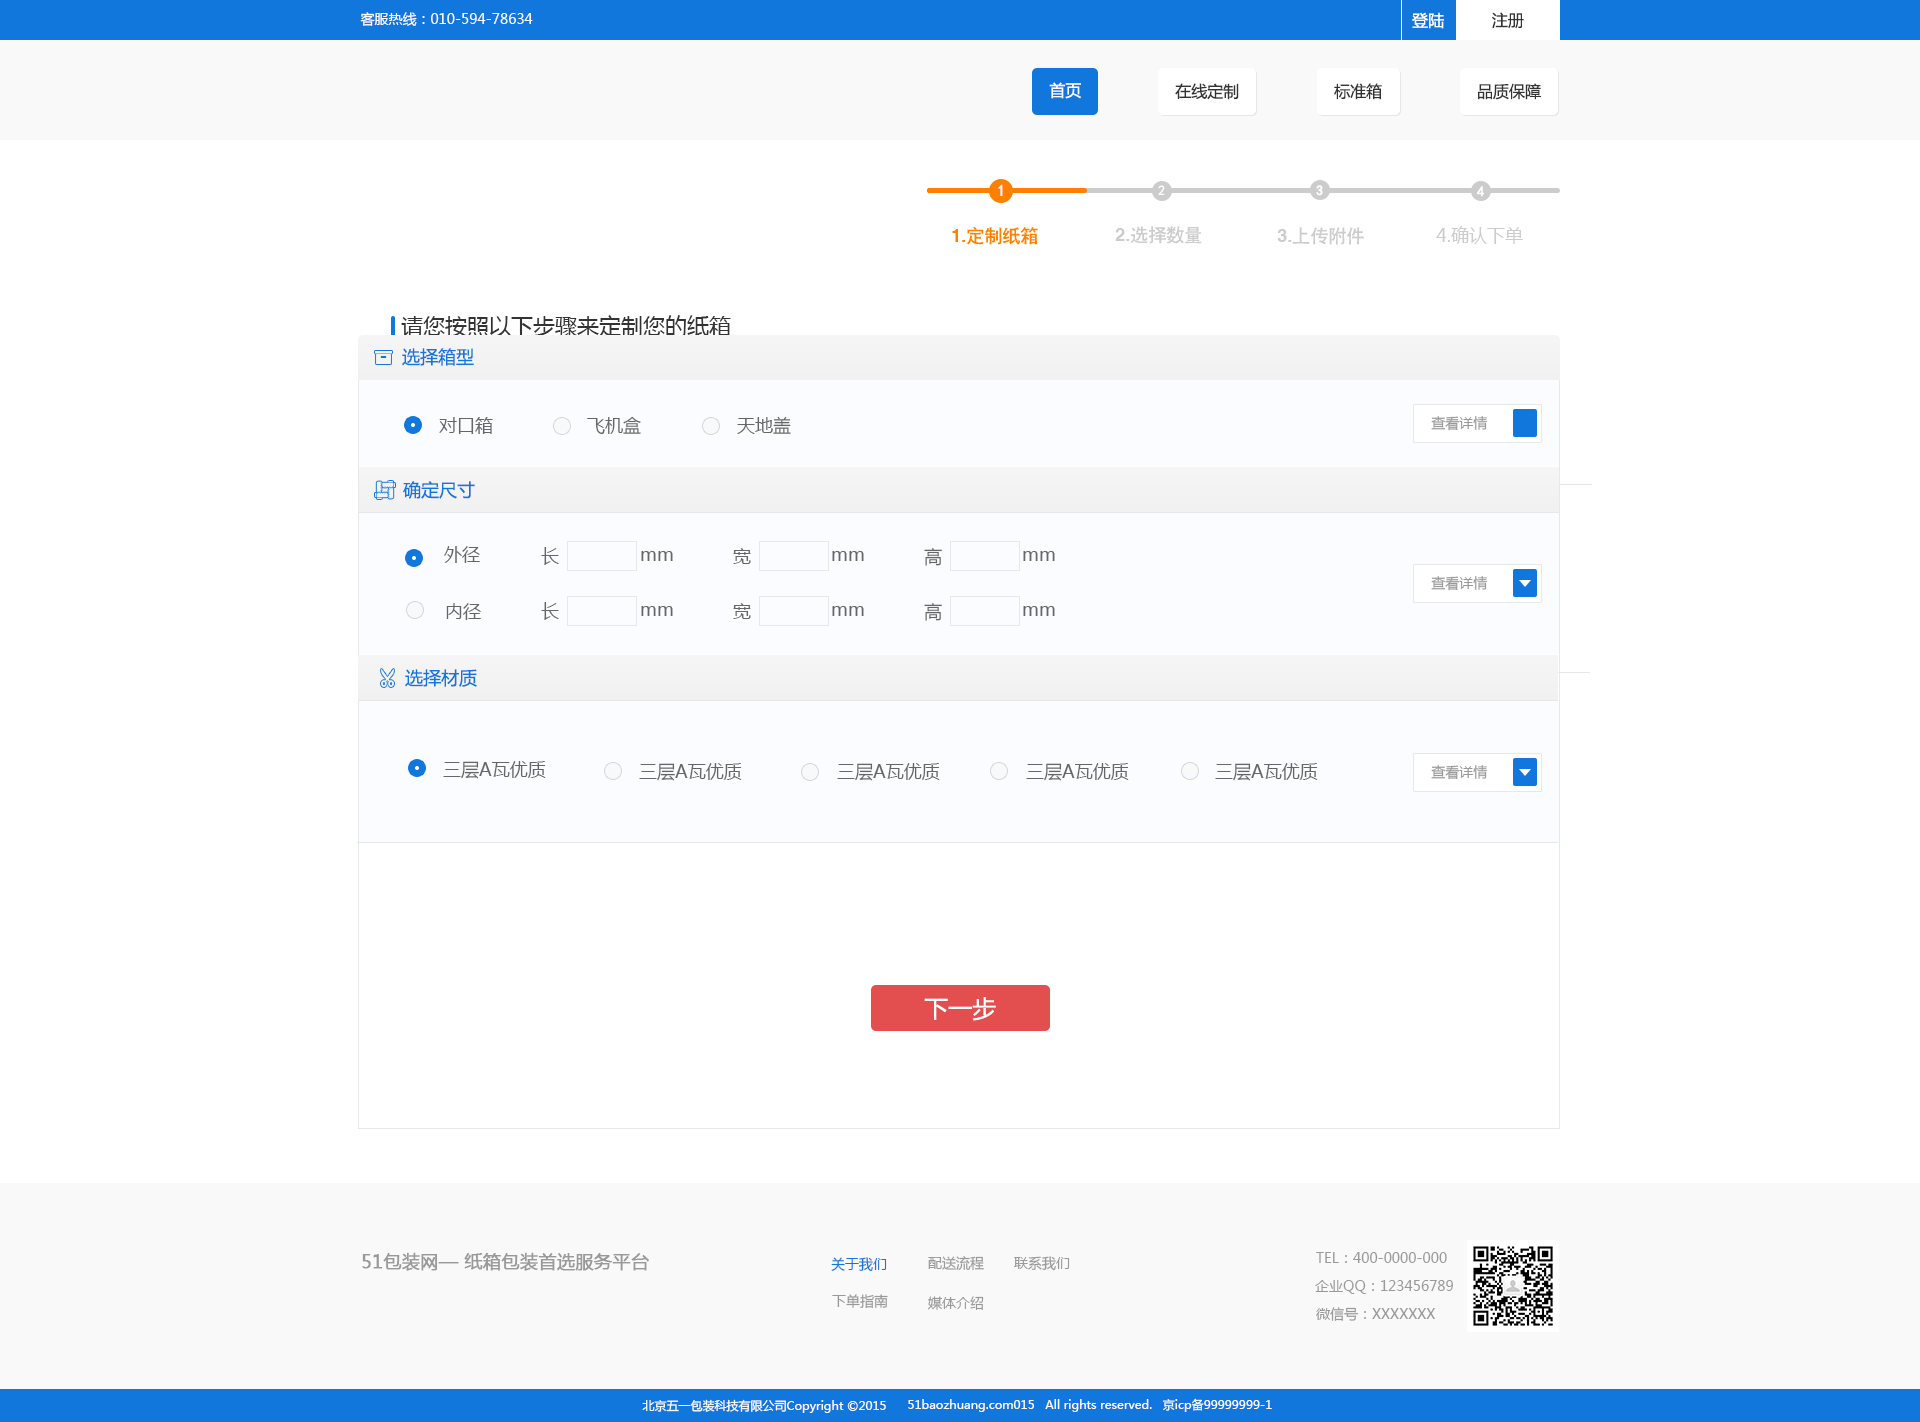 客服热线：010-594-78634
登陆 注册
首页 在线定制 标准箱 品质保障
1 2 3 4
1.定制纸箱 2.选择数量 3.上传附件 4.确认下单
请您按照以下步骤来定制您的纸箱
选择箱型
对口箱 飞机盒 天地盖 查看详情
确定尺寸
外径 长 mm 宽 mm 高 mm
查看详情
内径 长 mm 宽 mm 高 mm
选择材质
三层A瓦优质 三层A瓦优质 三层A瓦优质 三层A瓦优质 三层A瓦优质 查看详情
下一步
51包装网— 纸箱包装首选服务平台
关于我们 配送流程 联系我们
下单指南 媒体介绍
TEL：400-0000-000
企业QQ：123456789
微信号：XXXXXXX
北京五一包装科技有限公司Copyright ©2015 51baozhuang.com015 All rights reserved. 京icp备99999999-1